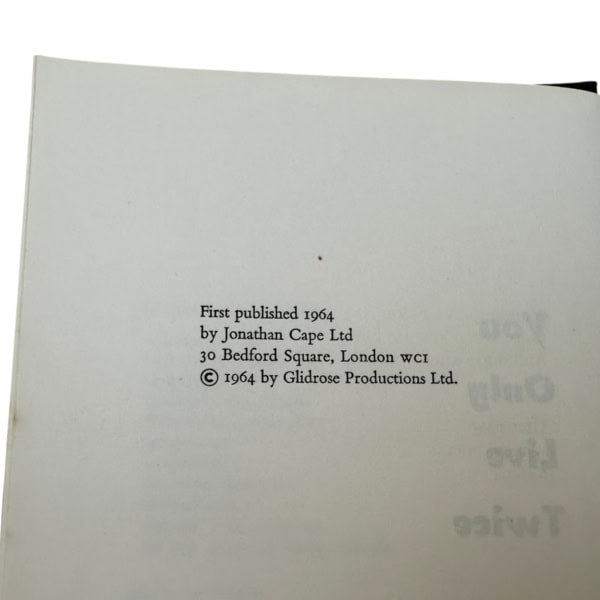 First published 1964
by Jonathan Cape Ltd
30 Bedford Square, London WC1
© 1964 by Glidrose Productions Ltd.
You
Only
Live
Twice